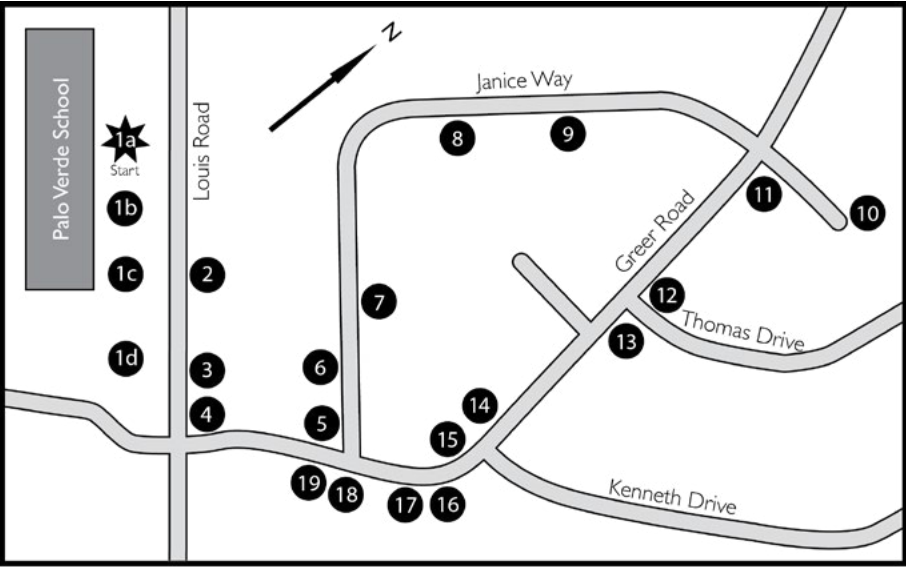 N
Janice Way
Palo Verde School
Louis Road
1a
Start
8
9
1b
11
10
Greer Road
1c
2
7
12
Thomas Drive
13
1d
3
6
14
4
5
15
19
18
17
16
Kenneth Drive